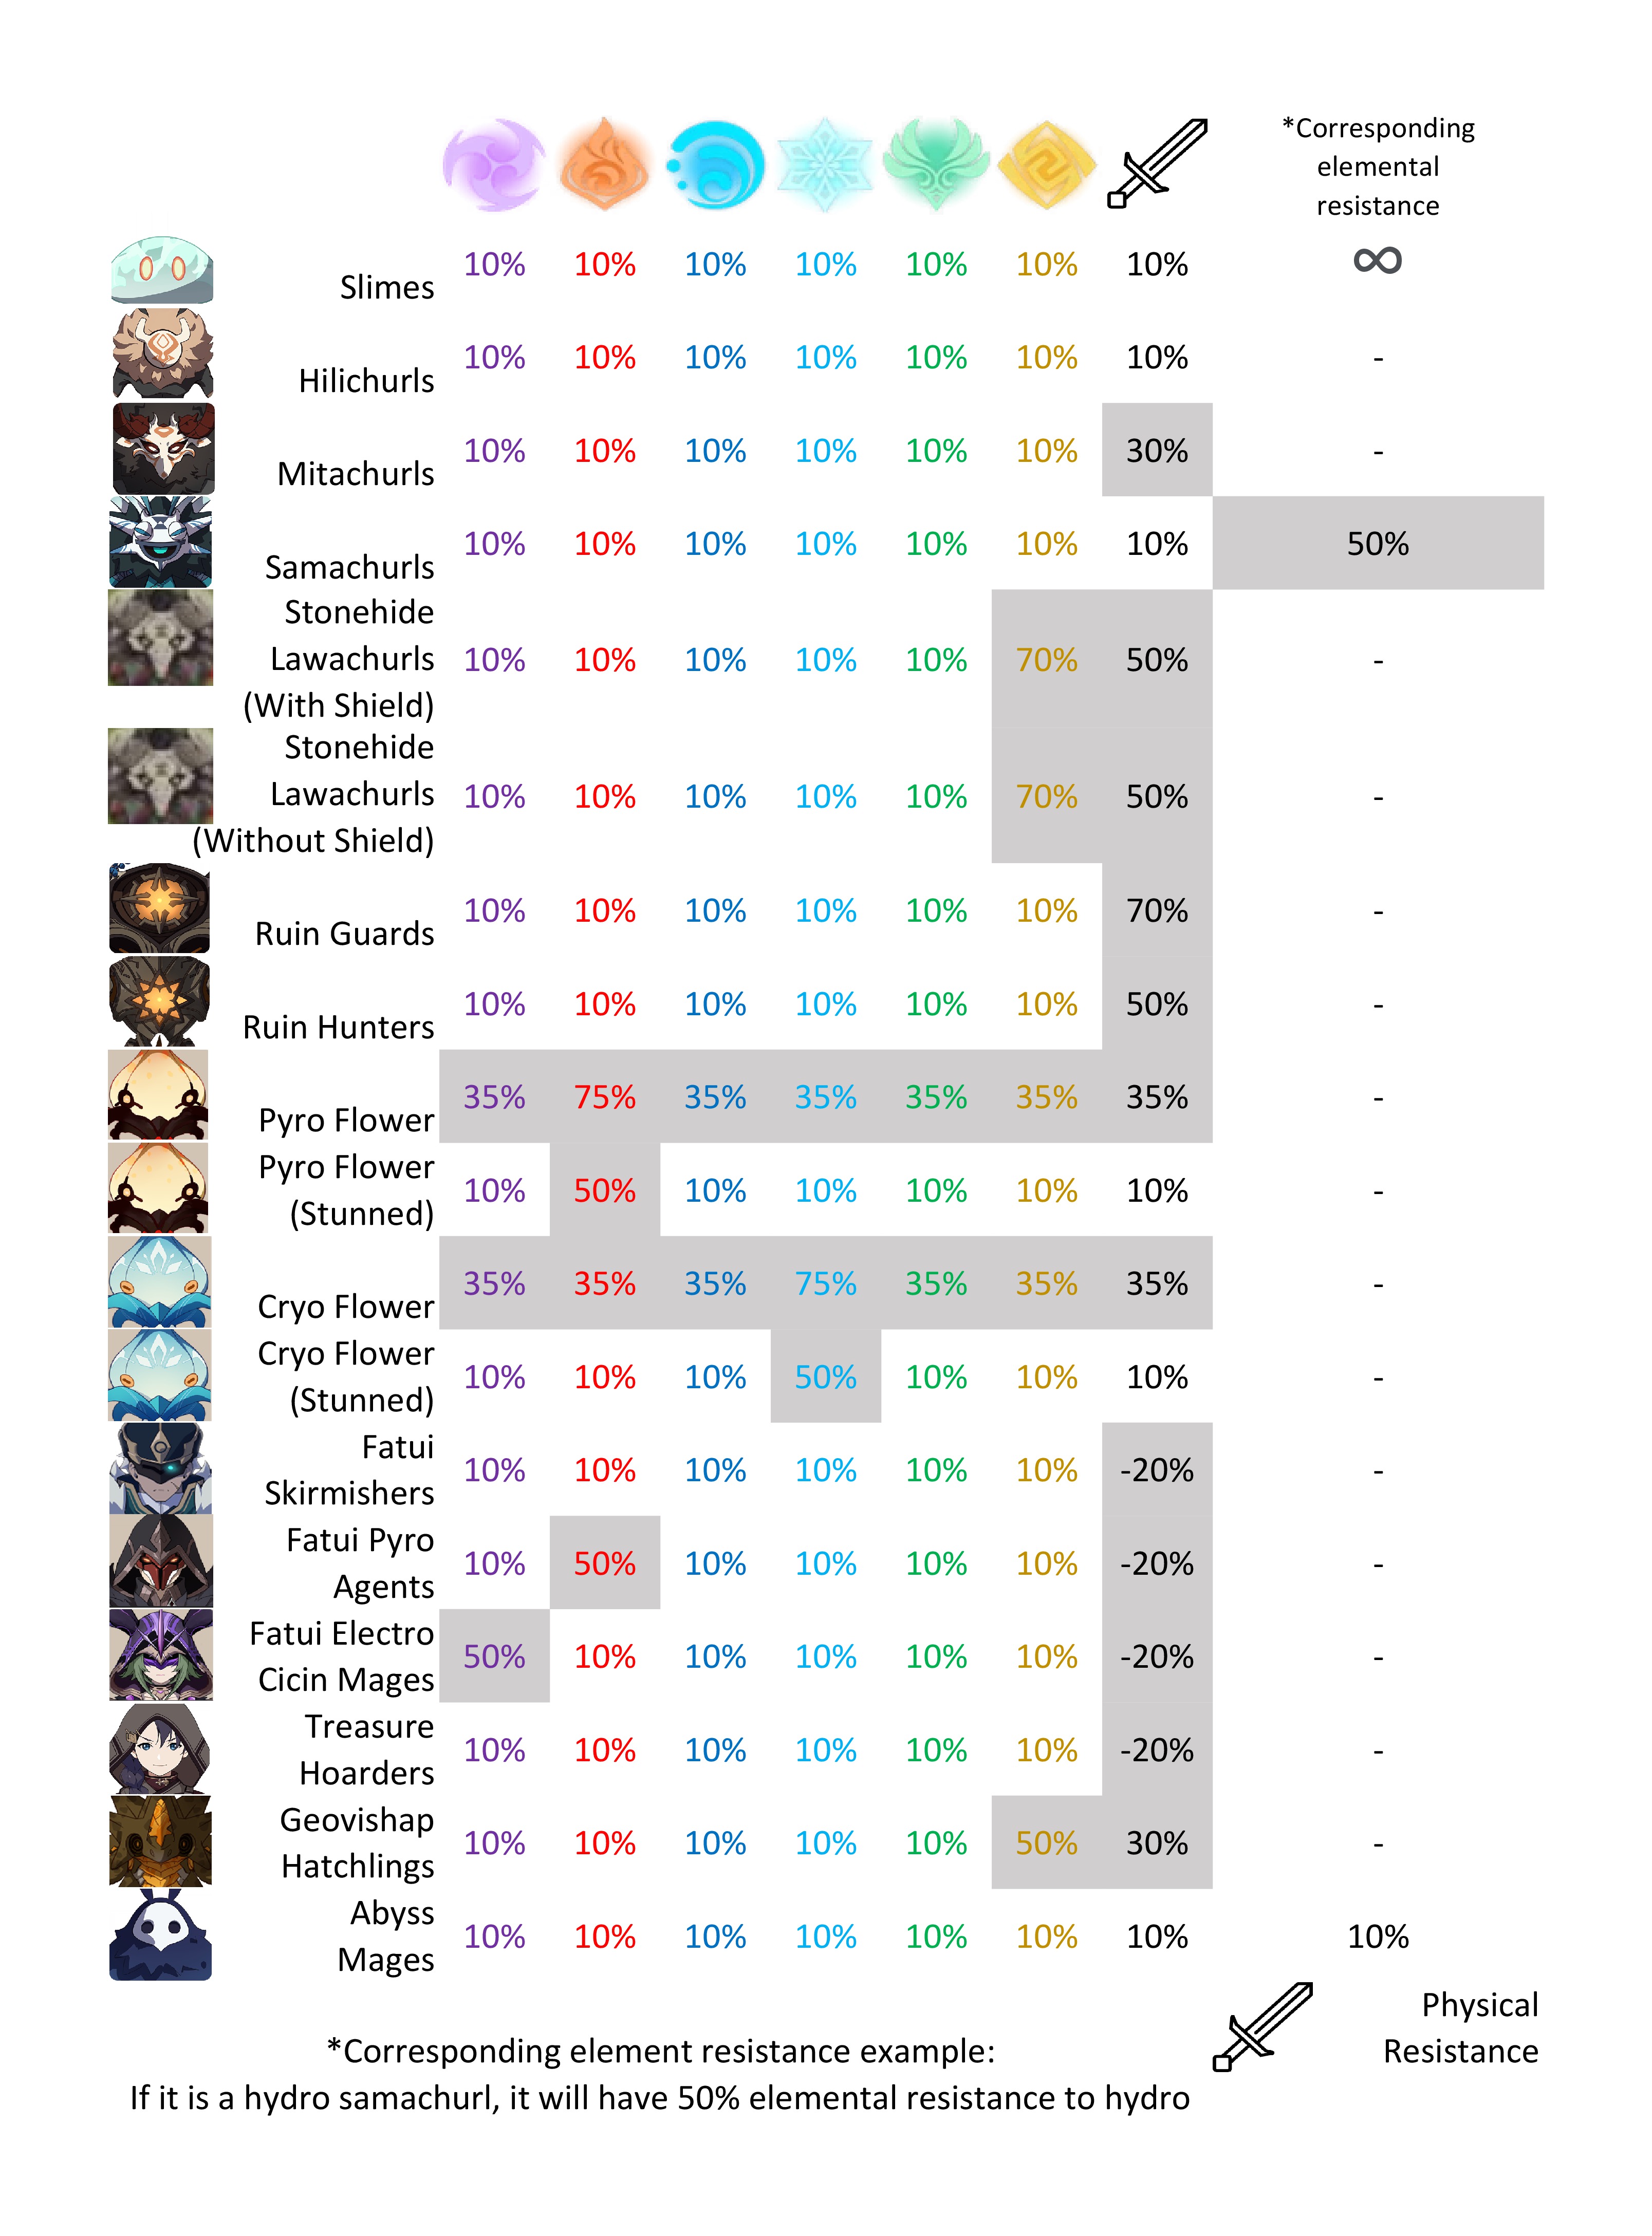 *Corresponding
elemental
resistance
Slimes 10% 10% 10% 10% 10% 10% 10% ∞
Hilichurls 10% 10% 10% 10% 10% 10% 10% -
Mitachurls 10% 10% 10% 10% 10% 10% 30% -
Samachurls 10% 10% 10% 10% 10% 10% 10% 50%
Stonehide
Lawachurls 10% 10% 10% 10% 10% 70% 50% -
(With Shield)
Stonehide
Lawachurls 10% 10% 10% 10% 10% 70% 50% -
(Without Shield)
Ruin Guards 10% 10% 10% 10% 10% 10% 70% -
Ruin Hunters 10% 10% 10% 10% 10% 10% 50% -
Pyro Flower 35% 75% 35% 35% 35% 35% 35% -
Pyro Flower
(Stunned) 10% 50% 10% 10% 10% 10% 10% -
Cryo Flower 35% 35% 35% 75% 35% 35% 35% -
Cryo Flower
(Stunned) 10% 10% 10% 50% 10% 10% 10% -
Fatui
Skirmishers 10% 10% 10% 10% 10% 10% -20% -
Fatui Pyro
Agents 10% 50% 10% 10% 10% 10% -20% -
Fatui Electro
Cicin Mages 50% 10% 10% 10% 10% 10% -20% -
Treasure
Hoarders 10% 10% 10% 10% 10% 10% -20% -
Geovishap
Hatchlings 10% 10% 10% 10% 10% 50% 30% -
Abyss
Mages 10% 10% 10% 10% 10% 10% 10% 10%
Physical
Resistance
*Corresponding element resistance example:
If it is a hydro samachurl, it will have 50% elemental resistance to hydro